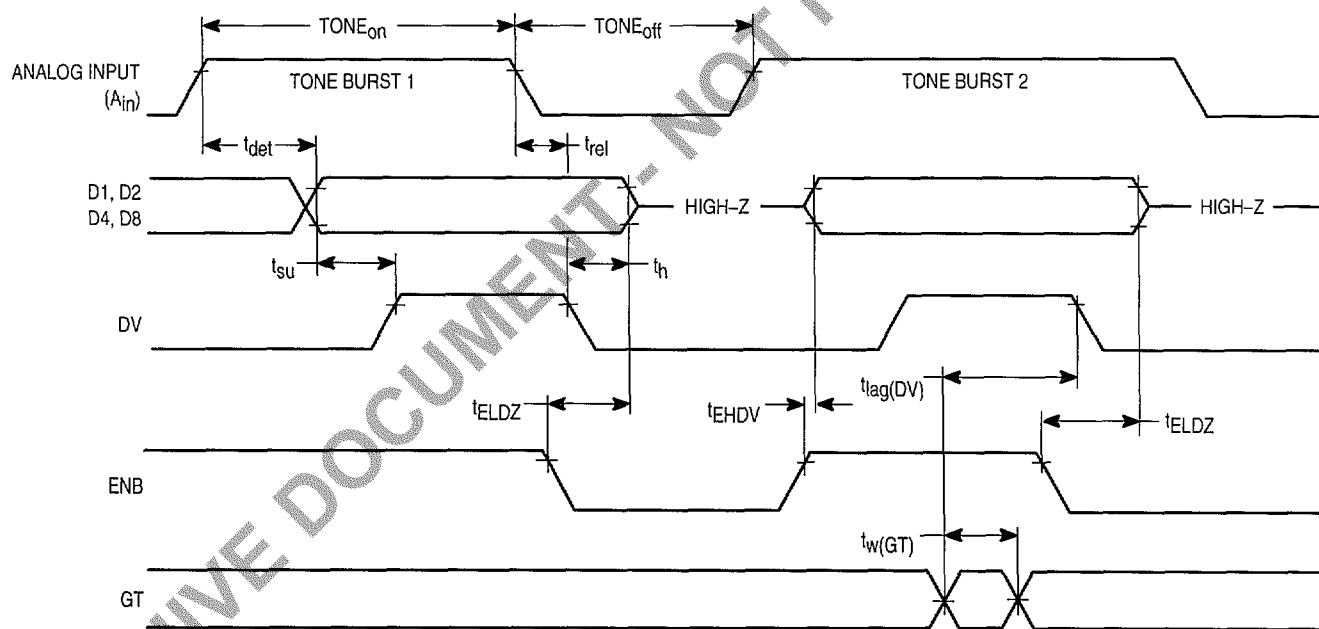 TONEon
TONEoff
ANALOG INPUT
(Ain)
TONE BURST 1
TONE BURST 2
tdet
trel
D1, D2
D4, D8
HIGH–Z
HIGH–Z
tsu
th
DV
tELDZ
tEHDV
tlag(DV)
tELDZ
ENB
tw(GT)
GT
IVE DOCUMENT - NOT